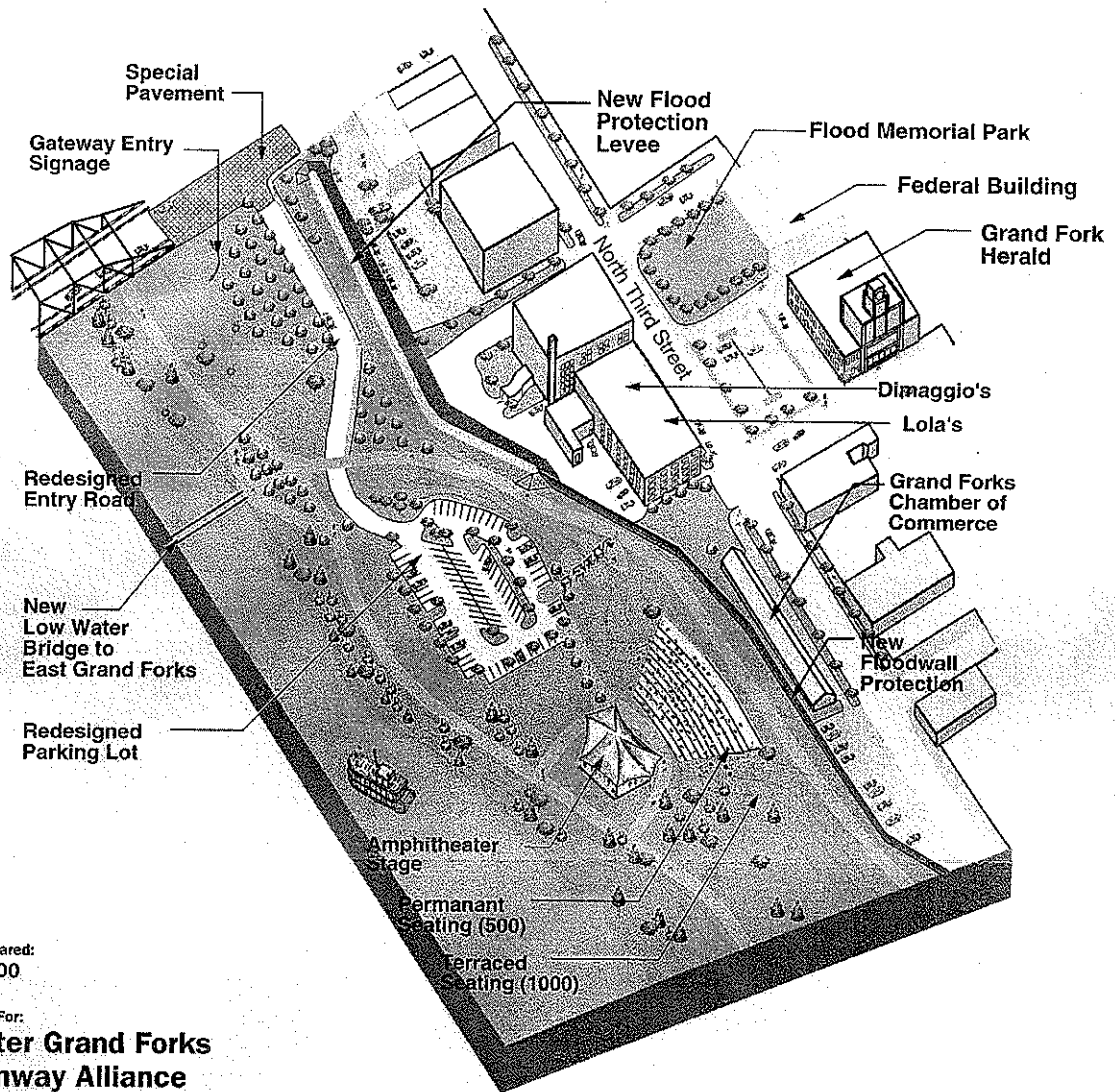 Special
Pavement
Gateway Entry
Signage
New Flood
Protection
Levee
Flood Memorial Park
Federal Building
Grand Fork
Herald
North Third Street
Dimaggio's
Lola's
Grand Forks
Chamber of
Commerce
Redesigned
Entry Road
New
Low Water
Bridge to
East Grand Forks
New
Floodwall
Protection
Redesigned
Parking Lot
Amphitheater
Stage
Permanant
Seating (500)
Terraced
Seating (1000)
ared:
00
For:
ter Grand Forks
nway Alliance